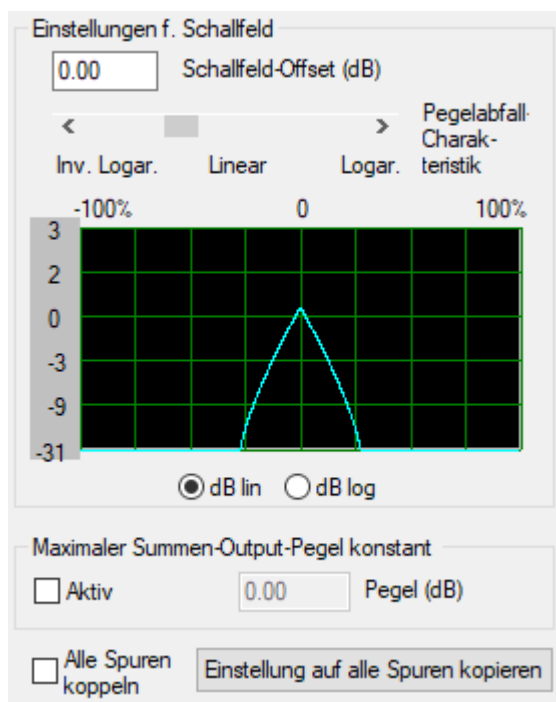 Einstellungen f. Schallfeld
0.00 Schallfeld-Offset (dB)
Pegelabfall-
Charak-
teristik
Inv. Logar. Linear Logar.
-100% 0 100%
3
2
0
-3
-9
-31
dB lin dB log
Maximaler Summen-Output-Pegel konstant
Aktiv 0.00 Pegel (dB)
Alle Spuren
koppeln
Einstellung auf alle Spuren kopieren